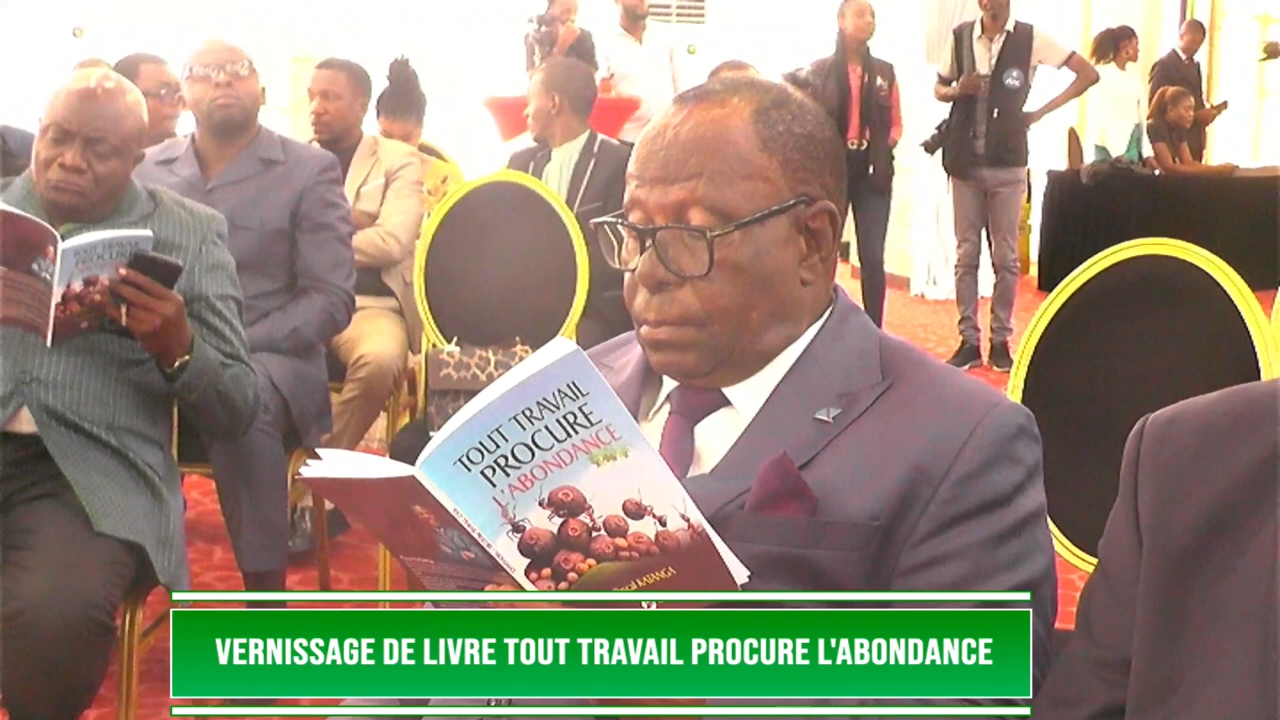 TOUT TRAVAIL
PROCURE
TOUT TRAVAIL
PROCURE
L'ABONDANCE
VERNISSAGE DE LIVRE TOUT TRAVAIL PROCURE L'ABONDANCE